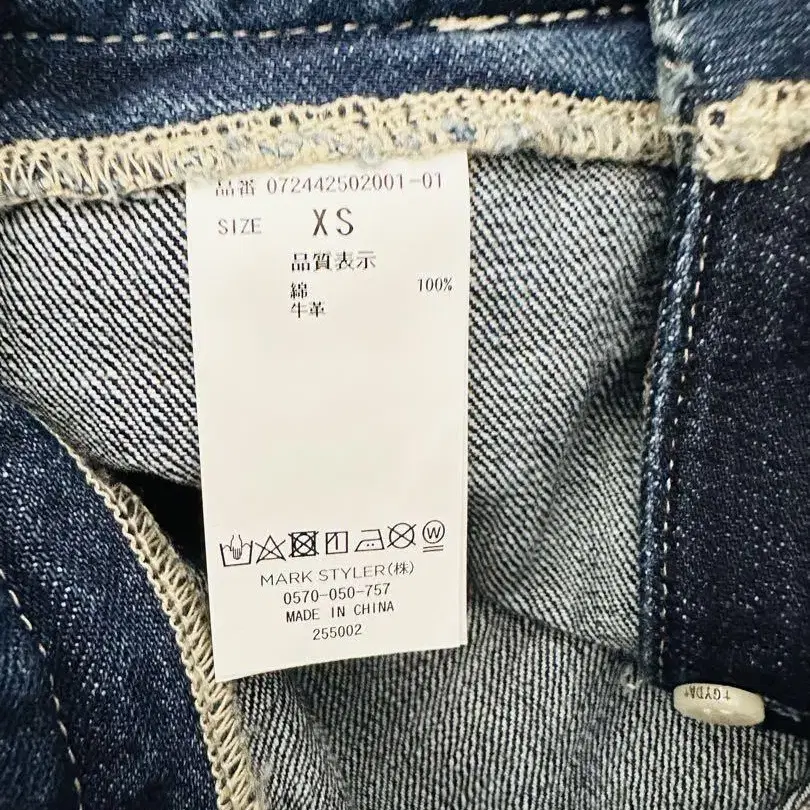 品番 072442502001-01
SIZE XS
品質表示
綿 100%
牛革
W
MARK STYLER(株)
0570-050-757
MADE IN CHINA
255002
†GYDA†